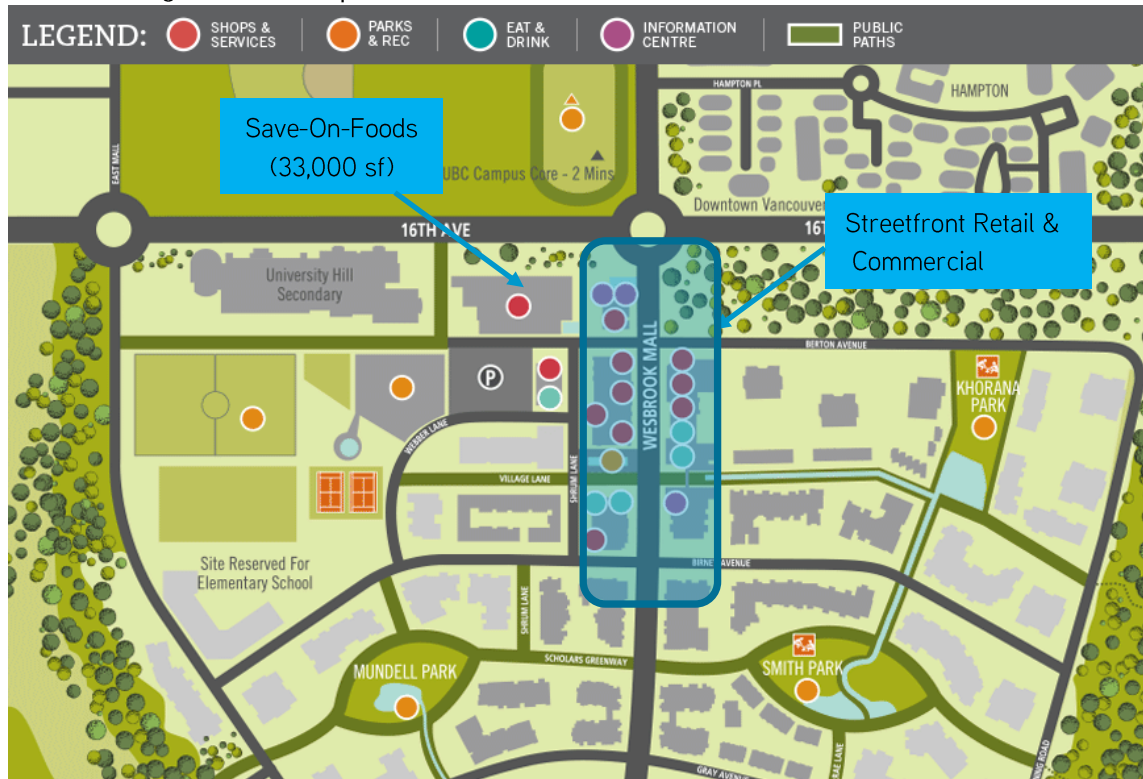 LEGEND:
SHOPS &
SERVICES
PARKS
& REC
EAT &
DRINK
INFORMATION
CENTRE
PUBLIC
PATHS
HAMPTON PL
HAMPTON
EAST MALL
Save-On-Foods
(33,000 sf)
UBC Campus Core - 2 Mins
Downtown Vancouver
16TH AVE
16T
Streetfront Retail &
Commercial
University Hill
Secondary
WESBROOK MALL
BERTON AVENUE
P
KHORANA
PARK
WEBBER LANE
VILLAGE LANE
SHRUM LANE
Site Reserved For
Elementary School
BIRNEY AVENUE
SHRUM LANE
SCHOLARS GREENWAY
MUNDELL PARK
SMITH PARK
RAE LANE
GRAY AVENUE
ROAD